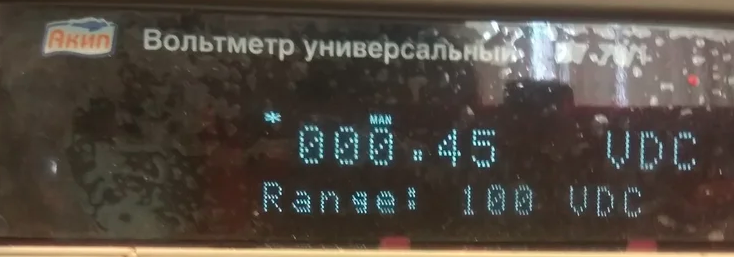 Акип Вольтметр универсальный
MAN
* 000.45 VDC
Range: 100 VDC